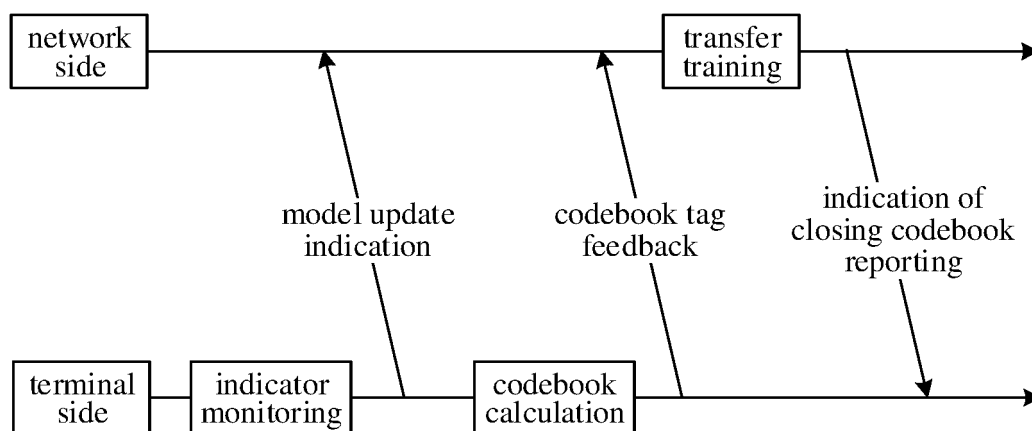 network
side
transfer
training
model update
indication
codebook tag
feedback
indication of
closing codebook
reporting
terminal
side
indicator
monitoring
codebook
calculation